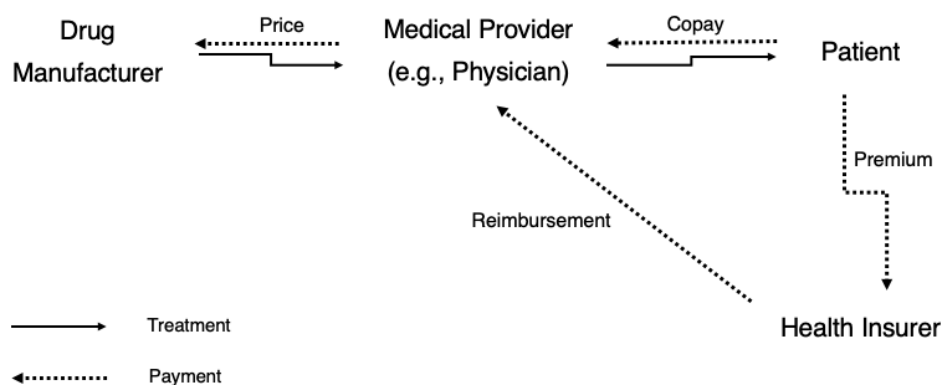 Drug
Manufacturer
Price
Medical Provider
(e.g., Physician)
Copay
Patient
Premium
Reimbursement
Health Insurer
Treatment
Payment